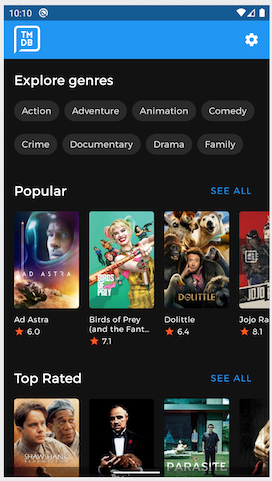 10:10
TM
DB
Explore genres
Action Adventure Animation Comedy
Crime Documentary Drama Family
Popular SEE ALL
AD ASTRA
BIRDS OF PREY
DOLITTLE
JOJO RA
Ad Astra
6.0
Birds of Prey
(and the Fant...
7.1
Dolittle
6.4
Jojo Ra
8.1
Top Rated SEE ALL
SHAWSHANK
PARASITE